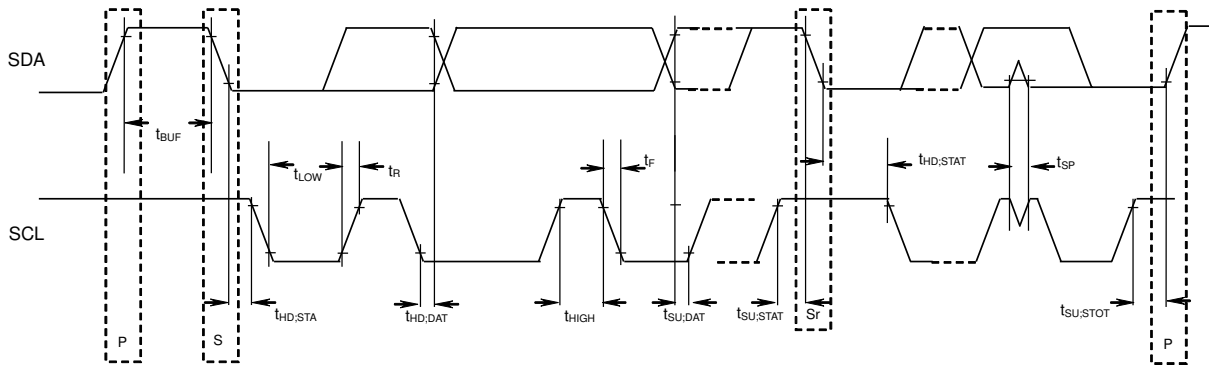 SDA
tBUF
tLOW
tR
tF
tHD;STAT
tSP
SCL
tHD;STA
tHD;DAT
tHIGH
tSU;DAT
tSU;STAT
Sr
tSU;STOT
P
S
P